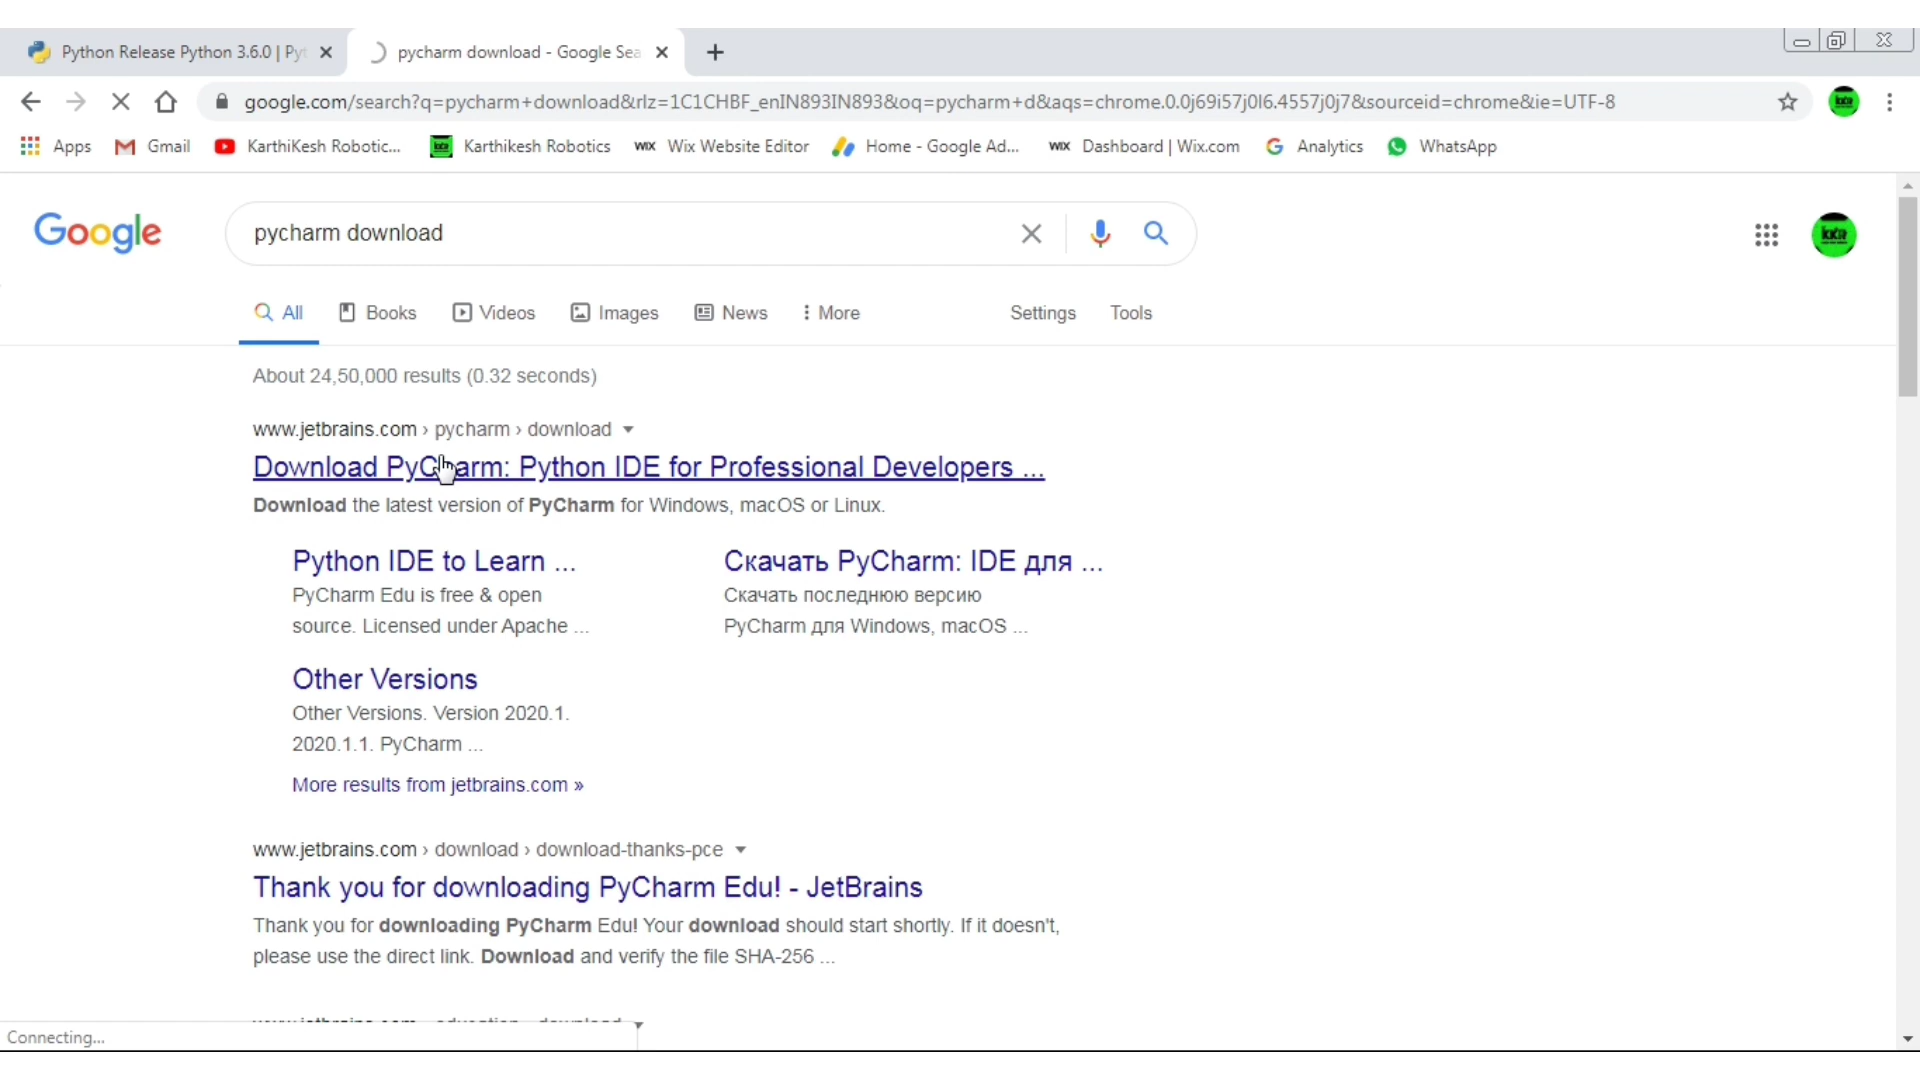 Python Release Python 3.6.0 | Pyt
pycharm download - Google Sea
google.com/search?q=pycharm+download&rlz=1C1CHBF_enIN893IN893&oq=pycharm+d&aqs=chrome.0.0j69i57j0l6.4557j0j7&sourceid=chrome&ie=UTF-8
Apps
Gmail
KarthiKesh Robotic...
Karthikesh Robotics
WIX Wix Website Editor
Home - Google Ad...
WIX Dashboard | Wix.com
Analytics
WhatsApp
Google
pycharm download
KKR
All
Books
Videos
Images
News
More
Settings
Tools
About 24,50,000 results (0.32 seconds)
www.jetbrains.com › pycharm › download
Download PyCharm: Python IDE for Professional Developers ...
Download the latest version of PyCharm for Windows, macOS or Linux.
Python IDE to Learn ...
PyCharm Edu is free & open
source. Licensed under Apache ...
Скачать PyCharm: IDE для ...
Скачать последнюю версию
PyCharm для Windows, macOS ...
Other Versions
Other Versions. Version 2020.1.
2020.1.1. PyCharm ...
More results from jetbrains.com »
www.jetbrains.com › download › download-thanks-pce
Thank you for downloading PyCharm Edu! - JetBrains
Thank you for downloading PyCharm Edu! Your download should start shortly. If it doesn't,
please use the direct link. Download and verify the file SHA-256 ...
Connecting...